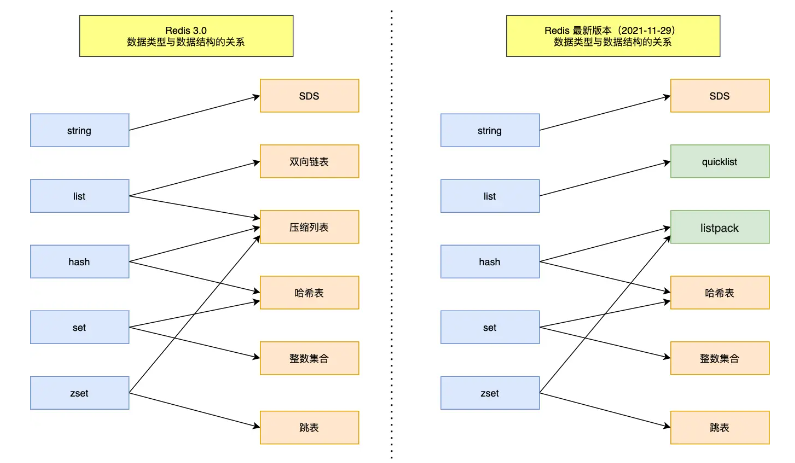 Redis 3.0
数据类型与数据结构的关系
string
list
hash
set
zset
SDS
双向链表
压缩列表
哈希表
整数集合
跳表
Redis 最新版本（2021-11-29）
数据类型与数据结构的关系
string
list
hash
set
zset
SDS
quicklist
listpack
哈希表
整数集合
跳表